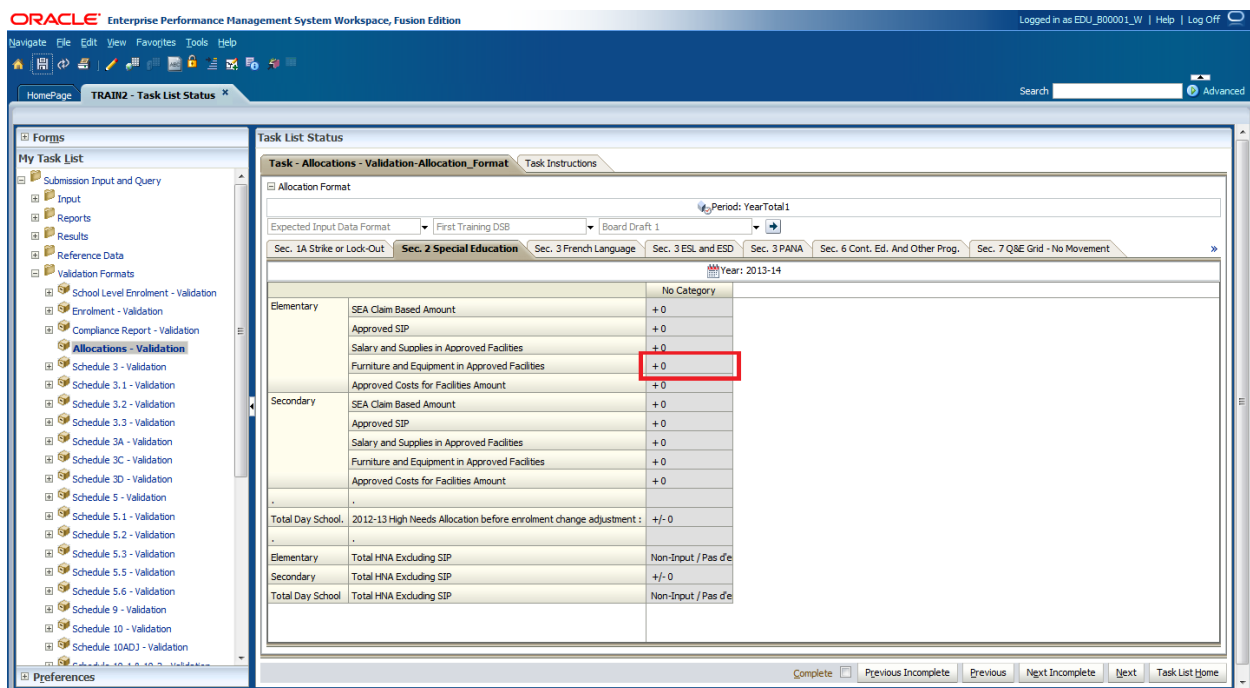 ORACLE Enterprise Performance Management System Workspace, Fusion Edition
Logged in as EDU_B00001_W | Help | Log Off
Navigate File Edit View Favorites Tools Help
HomePage TRAIN2 - Task List Status × Search Advanced
Forms
My Task List
Submission Input and Query
Input
Reports
Results
Reference Data
Validation Formats
School Level Enrolment - Validation
Enrolment - Validation
Compliance Report - Validation
Allocations - Validation
Schedule 3 - Validation
Schedule 3.1 - Validation
Schedule 3.2 - Validation
Schedule 3.3 - Validation
Schedule 3A - Validation
Schedule 3C - Validation
Schedule 3D - Validation
Schedule 5 - Validation
Schedule 5.1 - Validation
Schedule 5.2 - Validation
Schedule 5.3 - Validation
Schedule 5.5 - Validation
Schedule 5.6 - Validation
Schedule 9 - Validation
Schedule 10 - Validation
Schedule 10ADJ - Validation
Preferences
Task List Status
Task - Allocations - Validation-Allocation_Format Task Instructions
Allocation Format
Period: YearTotal1
Expected Input Data Format First Training DSB Board Draft 1
Sec. 1A Strike or Lock-Out Sec. 2 Special Education Sec. 3 French Language Sec. 3 ESL and ESD Sec. 3 PANA Sec. 6 Cont. Ed. And Other Prog. Sec. 7 Q&E Grid - No Movement »
Year: 2013-14
No Category
Elementary SEA Claim Based Amount + 0
Approved SIP + 0
Salary and Supplies in Approved Facilities + 0
Furniture and Equipment in Approved Facilities + 0
Approved Costs for Facilities Amount + 0
Secondary SEA Claim Based Amount + 0
Approved SIP + 0
Salary and Supplies in Approved Facilities + 0
Furniture and Equipment in Approved Facilities + 0
Approved Costs for Facilities Amount + 0
. .
Total Day School. 2012-13 High Needs Allocation before enrolment change adjustment : +/- 0
. .
Elementary Total HNA Excluding SIP Non-Input / Pas d'e
Secondary Total HNA Excluding SIP +/- 0
Total Day School Total HNA Excluding SIP Non-Input / Pas d'e
Complete Previous Incomplete Previous Next Incomplete Next Task List Home